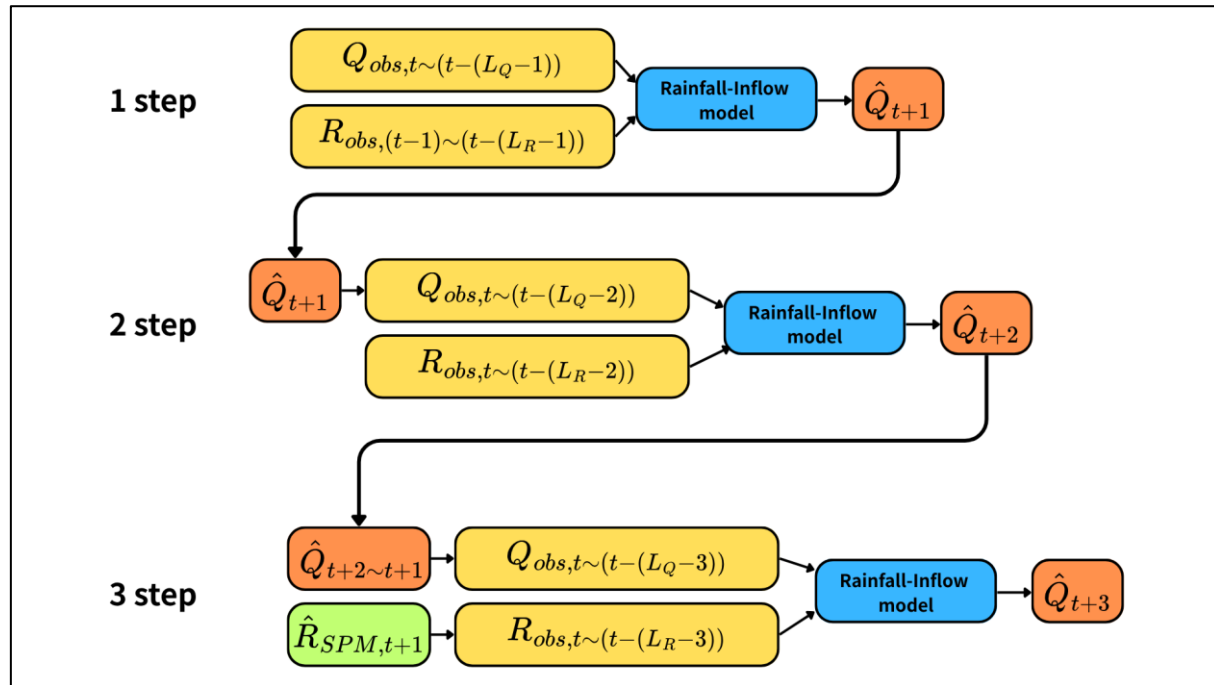 Q_{obs,t∼(t−(L_Q−1))}
1 step
Rainfall-Inflow
model
Q̂_{t+1}
R_{obs,(t−1)∼(t−(L_R−1))}
Q̂_{t+1}
Q_{obs,t∼(t−(L_Q−2))}
2 step
Rainfall-Inflow
model
Q̂_{t+2}
R_{obs,t∼(t−(L_R−2))}
Q̂_{t+2∼t+1}
Q_{obs,t∼(t−(L_Q−3))}
3 step
Rainfall-Inflow
model
Q̂_{t+3}
R̂_{SPM,t+1}
R_{obs,t∼(t−(L_R−3))}